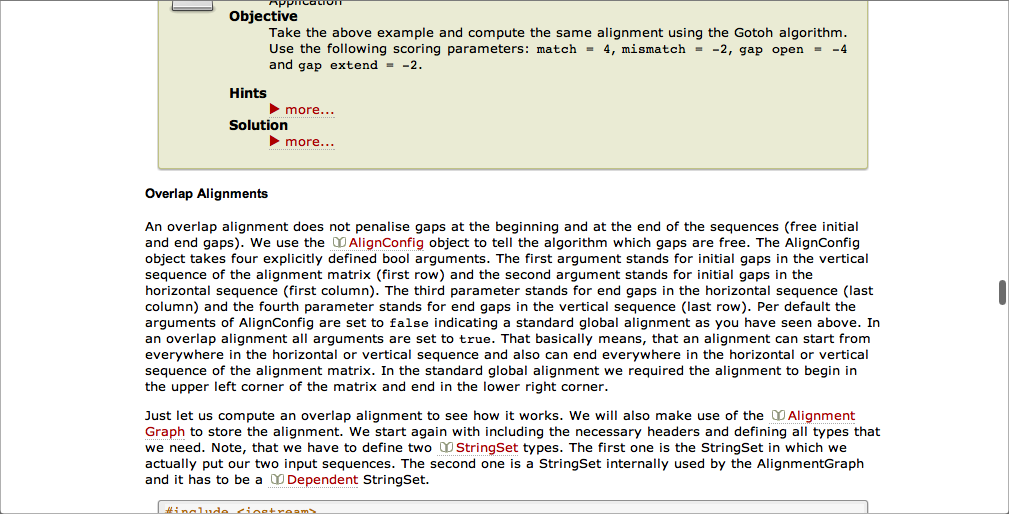 Application
Objective
Take the above example and compute the same alignment using the Gotoh algorithm.
Use the following scoring parameters: match = 4, mismatch = -2, gap open = -4
and gap extend = -2.
Hints
more...
Solution
more...
Overlap Alignments
An overlap alignment does not penalise gaps at the beginning and at the end of the sequences (free initial
and end gaps). We use the AlignConfig object to tell the algorithm which gaps are free. The AlignConfig
object takes four explicitly defined bool arguments. The first argument stands for initial gaps in the vertical
sequence of the alignment matrix (first row) and the second argument stands for initial gaps in the
horizontal sequence (first column). The third parameter stands for end gaps in the horizontal sequence (last
column) and the fourth parameter stands for end gaps in the vertical sequence (last row). Per default the
arguments of AlignConfig are set to false indicating a standard global alignment as you have seen above. In
an overlap alignment all arguments are set to true. That basically means, that an alignment can start from
everywhere in the horizontal or vertical sequence and also can end everywhere in the horizontal or vertical
sequence of the alignment matrix. In the standard global alignment we required the alignment to begin in
the upper left corner of the matrix and end in the lower right corner.
Just let us compute an overlap alignment to see how it works. We will also make use of the Alignment
Graph to store the alignment. We start again with including the necessary headers and defining all types that
we need. Note, that we have to define two StringSet types. The first one is the StringSet in which we
actually put our two input sequences. The second one is a StringSet internally used by the AlignmentGraph
and it has to be a Dependent StringSet.
#include <iostream>